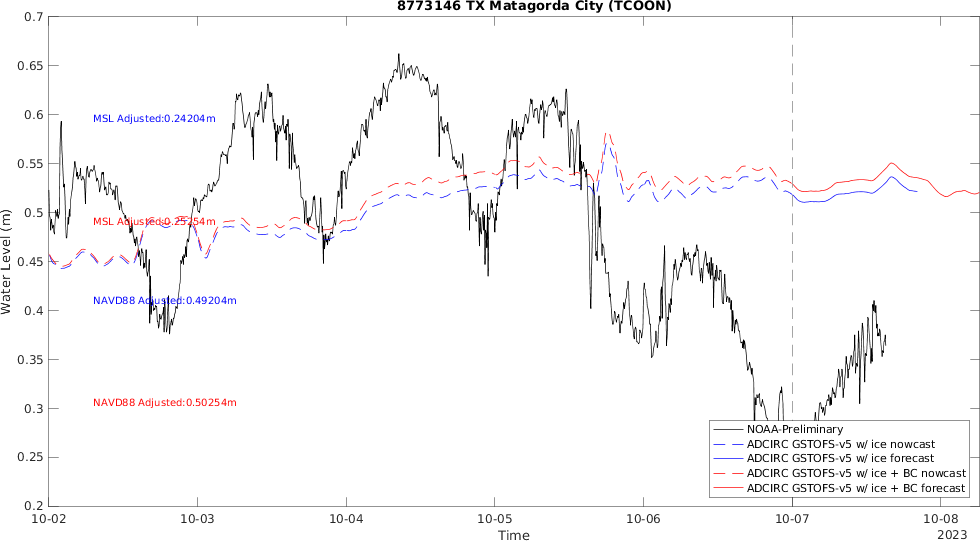 8773146 TX Matagorda City (TCOON)
0.7
0.65
0.6
0.55
0.5
0.45
0.4
0.35
0.3
0.25
0.2
Water Level (m)
MSL Adjusted:0.24204m
MSL Adjusted:0.25254m
NAVD88 Adjusted:0.49204m
NAVD88 Adjusted:0.50254m
NOAA-Preliminary
ADCIRC GSTOFS-v5 w/ ice nowcast
ADCIRC GSTOFS-v5 w/ ice forecast
ADCIRC GSTOFS-v5 w/ ice + BC nowcast
ADCIRC GSTOFS-v5 w/ ice + BC forecast
10-02 10-03 10-04 10-05 10-06 10-07 10-08
Time
2023